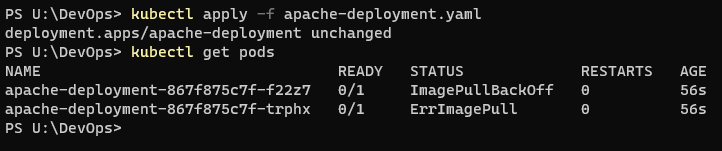 PS U:\DevOps> kubectl apply -f apache-deployment.yaml
deployment.apps/apache-deployment unchanged
PS U:\DevOps> kubectl get pods
NAME                                 READY   STATUS             RESTARTS   AGE
apache-deployment-867f875c7f-f22z7   0/1     ImagePullBackOff   0          56s
apache-deployment-867f875c7f-trphx   0/1     ErrImagePull       0          56s
PS U:\DevOps>